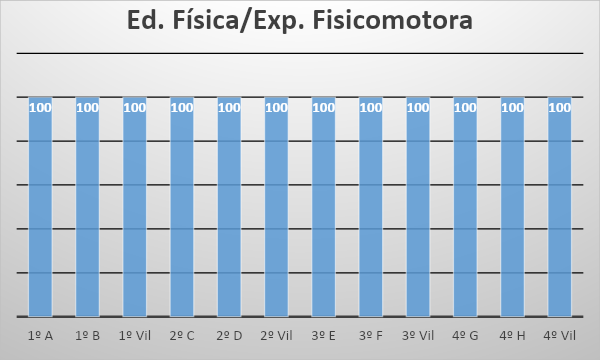 Ed. Física/Exp. Fisicomotora
100 100 100 100 100 100 100 100 100 100 100 100
1º A 1º B 1º Vil 2º C 2º D 2º Vil 3º E 3º F 3º Vil 4º G 4º H 4º Vil